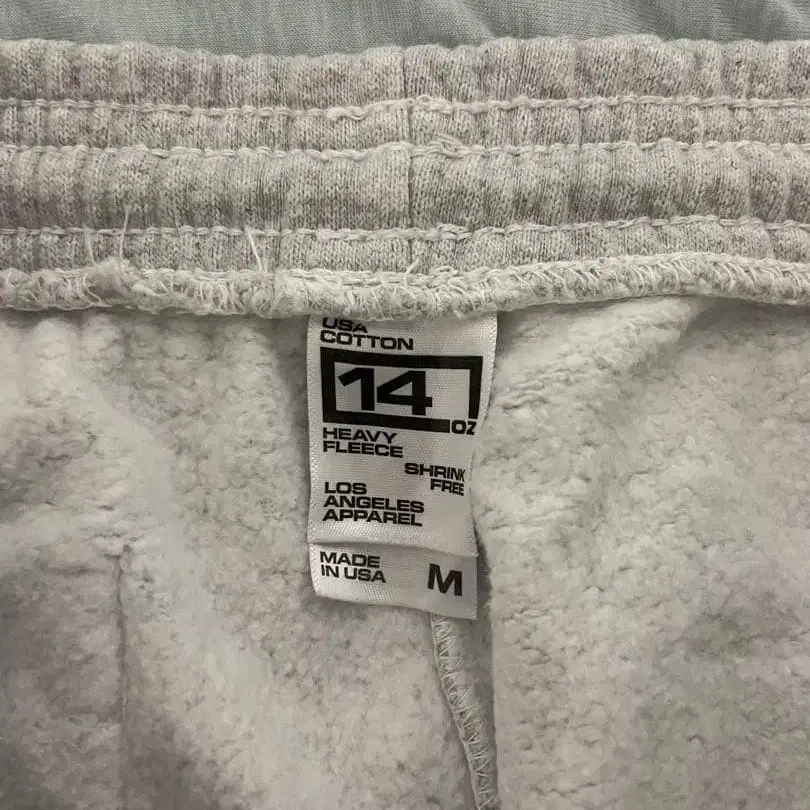 USA
COTTON
14
OZ
HEAVY
FLEECE
SHRINK
FREE
LOS
ANGELES
APPAREL
MADE
IN USA
M